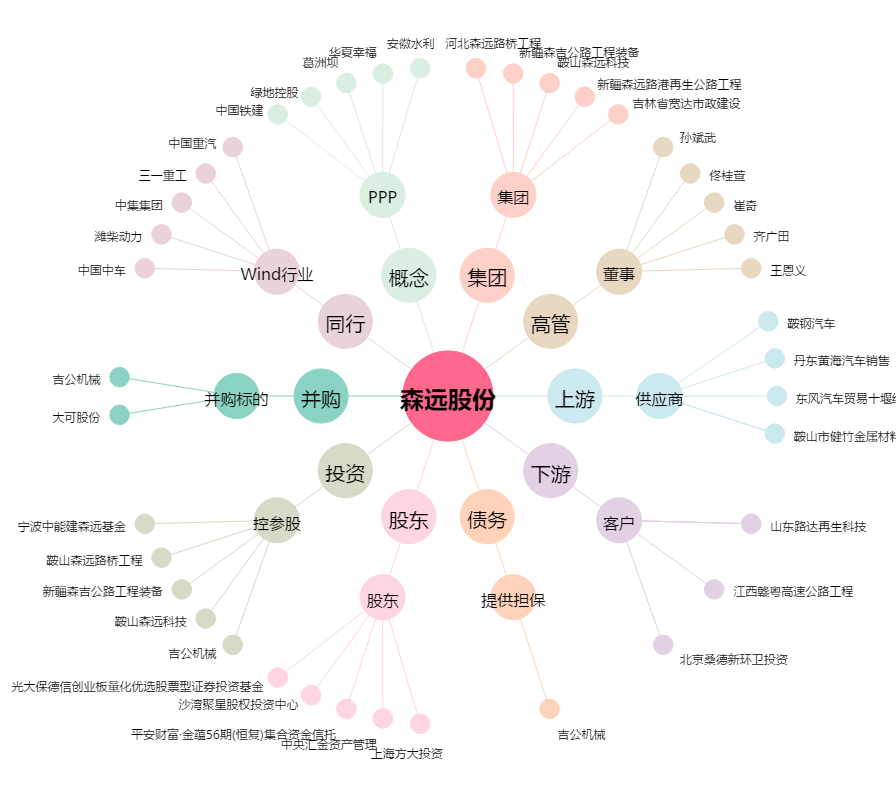 安徽水利
河北森远路桥工程
华夏幸福
新疆森吉公路工程装备
葛洲坝
鞍山森远科技
绿地控股
新疆森远路港再生公路工程
中国铁建
吉林省宽达市政建设
中国重汽
孙斌武
三一重工
佟桂萱
PPP
集团
中集集团
崔奇
潍柴动力
齐广田
中国中车
Wind行业
概念
集团
董事
王恩义
同行
高管
鞍钢汽车
丹东黄海汽车销售
吉公机械
并购标的
并购
森远股份
上游
供应商
东风汽车贸易十堰
大可股份
鞍山市健竹金属材料
投资
下游
宁波中能建森远基金
控参股
股东
债务
客户
山东路达再生科技
鞍山森远路桥工程
新疆森吉公路工程装备
江西赣粤高速公路工程
股东
提供担保
鞍山森远科技
吉公机械
北京桑德新环卫投资
光大保德信创业板量化优选股票型证券投资基金
沙湾聚星股权投资中心
平安财富·金蕴56期(恒复)集合资金信托
中央汇金资产管理
上海方大投资
吉公机械